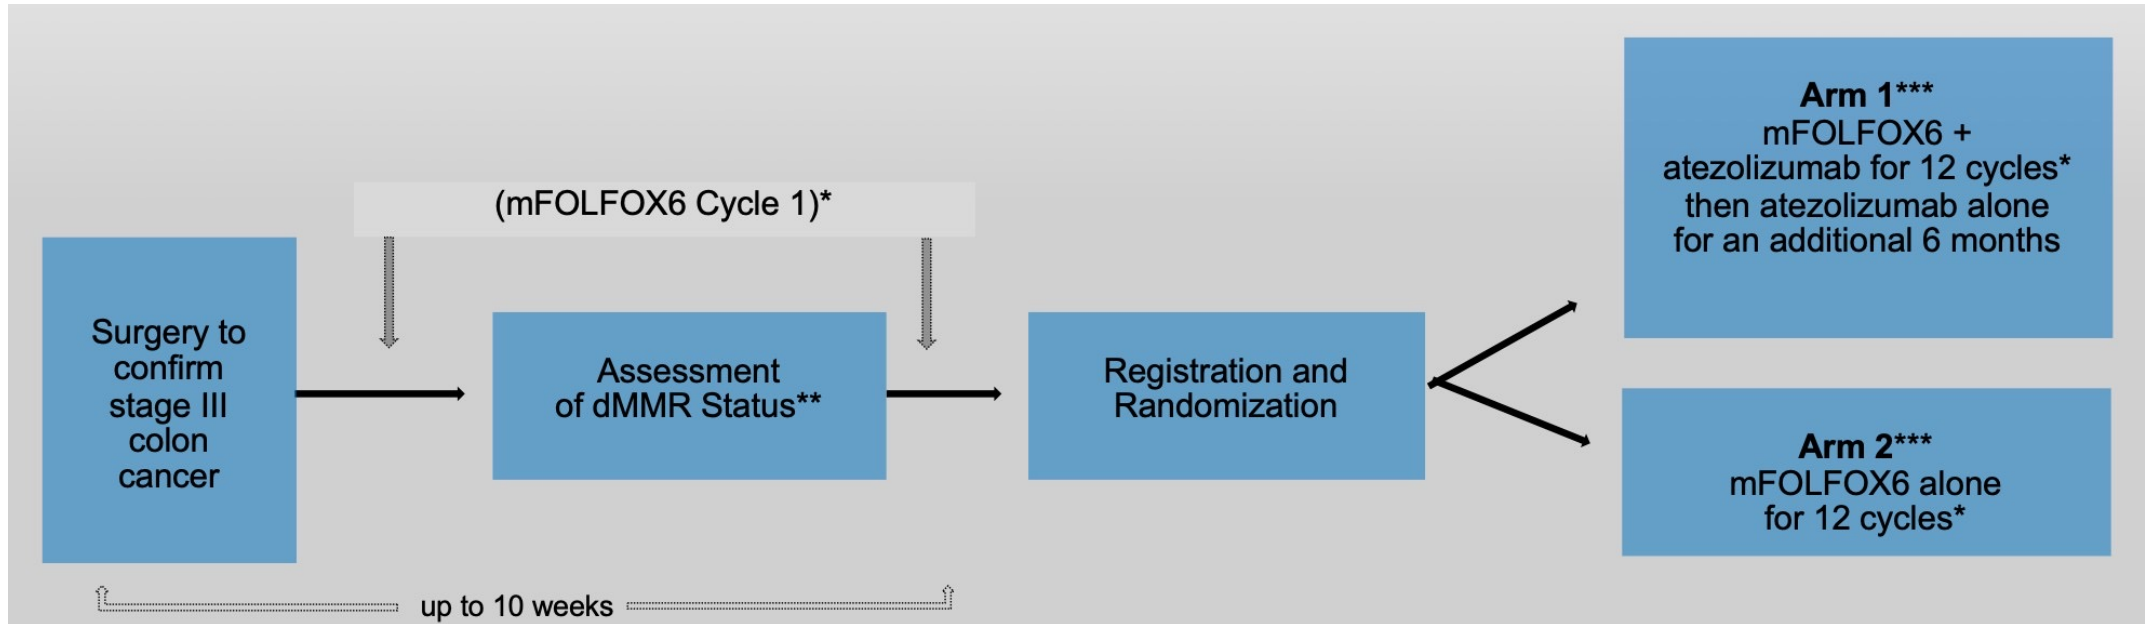 Surgery to
confirm
stage III
colon
cancer
(mFOLFOX6 Cycle 1)*
Assessment
of dMMR Status**
up to 10 weeks
Registration and
Randomization
Arm 1***
mFOLFOX6 +
atezolizumab for 12 cycles*
then atezolizumab alone
for an additional 6 months
Arm 2***
mFOLFOX6 alone
for 12 cycles*